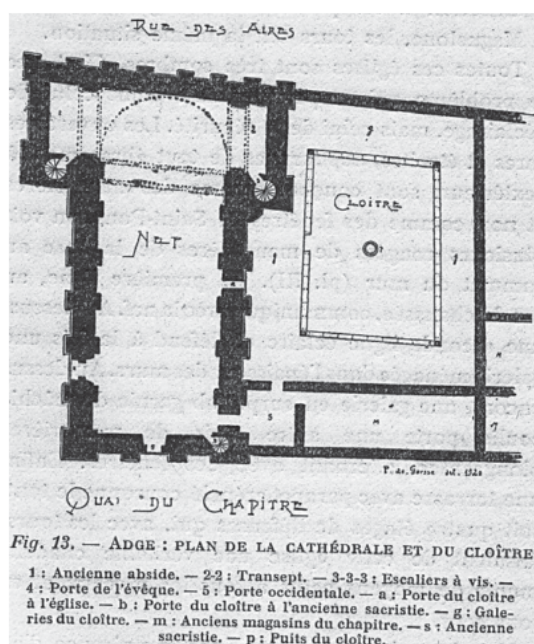 RUE DES AIRES
CLOÎTRE
NEF
P. de Gorsse del. 1920
QUAI DU CHAPITRE
Fig. 13. — ADGE : PLAN DE LA CATHÉDRALE ET DU CLOÎTRE
1 : Ancienne abside. — 2-2 : Transept. — 3-3-3 : Escaliers à vis. —
4 : Porte de l'évêque. — 5 : Porte occidentale. — a : Porte du cloître
à l'église. — b : Porte du cloître à l'ancienne sacristie. — g : Gale-
ries du cloître. — m : Anciens magasins du chapitre. — s : Ancienne
sacristie. — p : Puits du cloître.